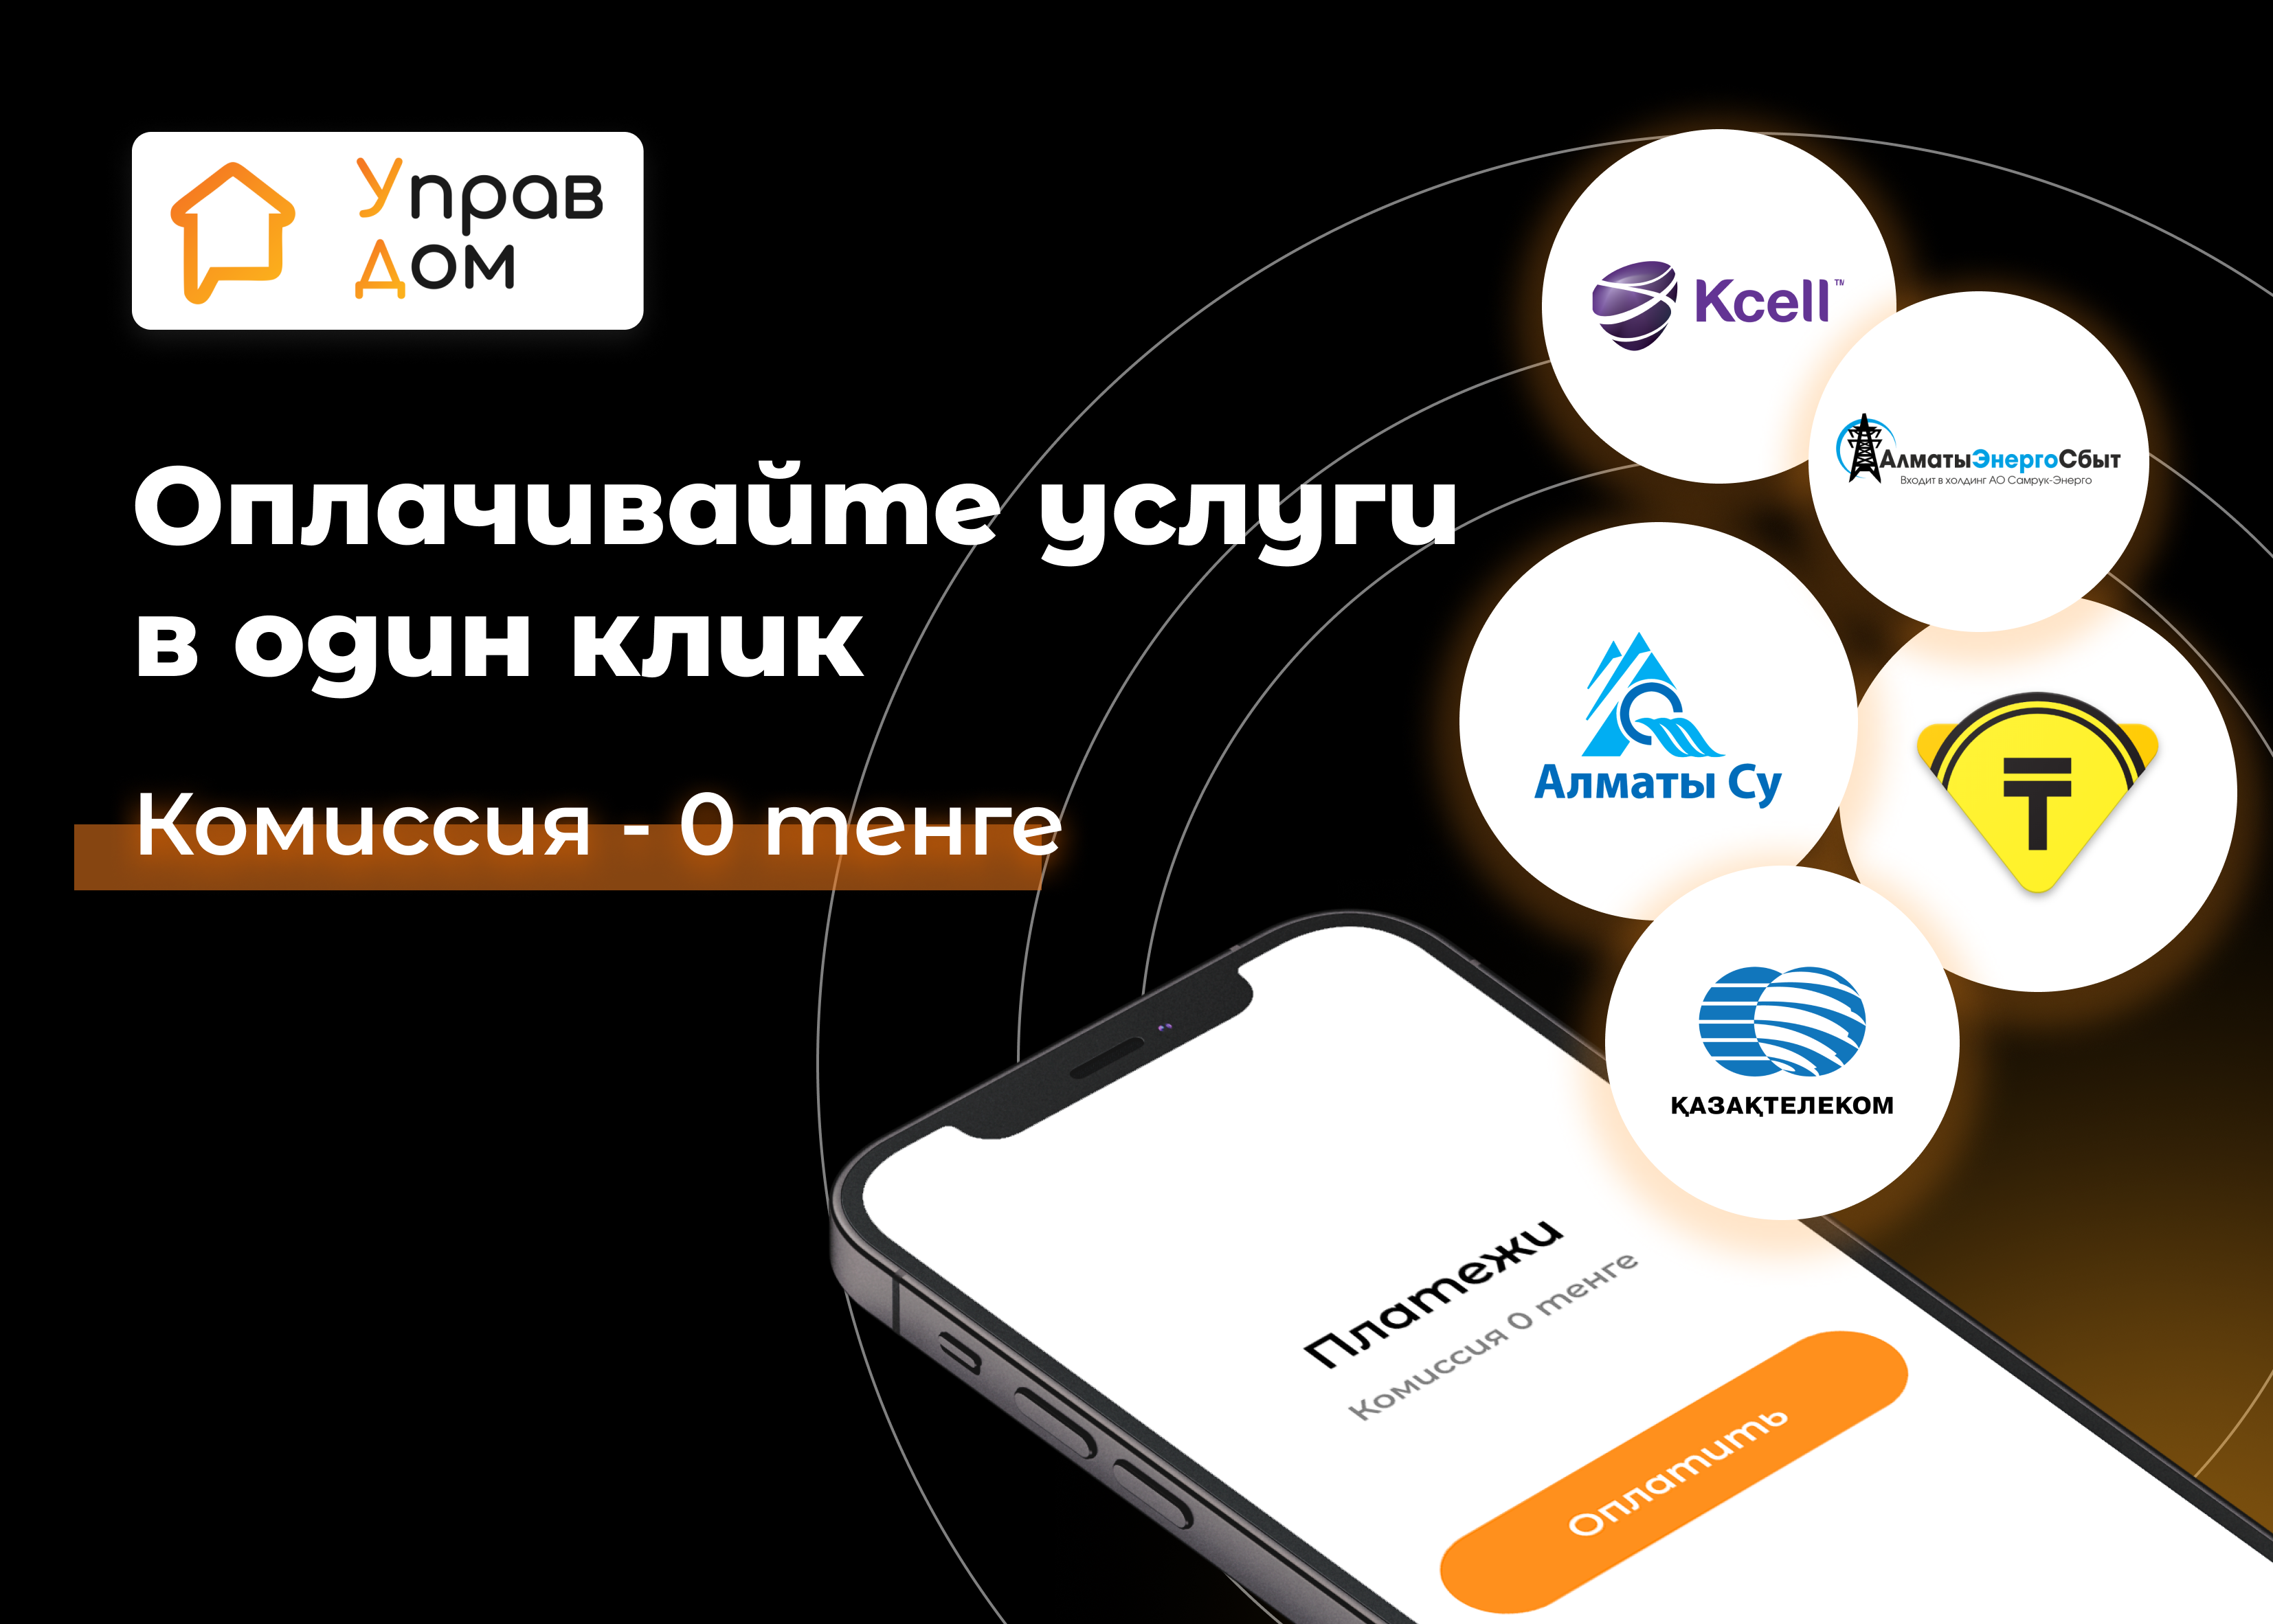 Управ
Дом
Оплачивайте услуги
в один клик
Комиссия - 0 тенге
Kcell™
АлматыЭнергоСбыт
Входит в холдинг АО Самрук-Энерго
Алматы Су
₸
ҚАЗАҚТЕЛЕКОМ
Платежи
Комиссия 0 тенге
Оплатить